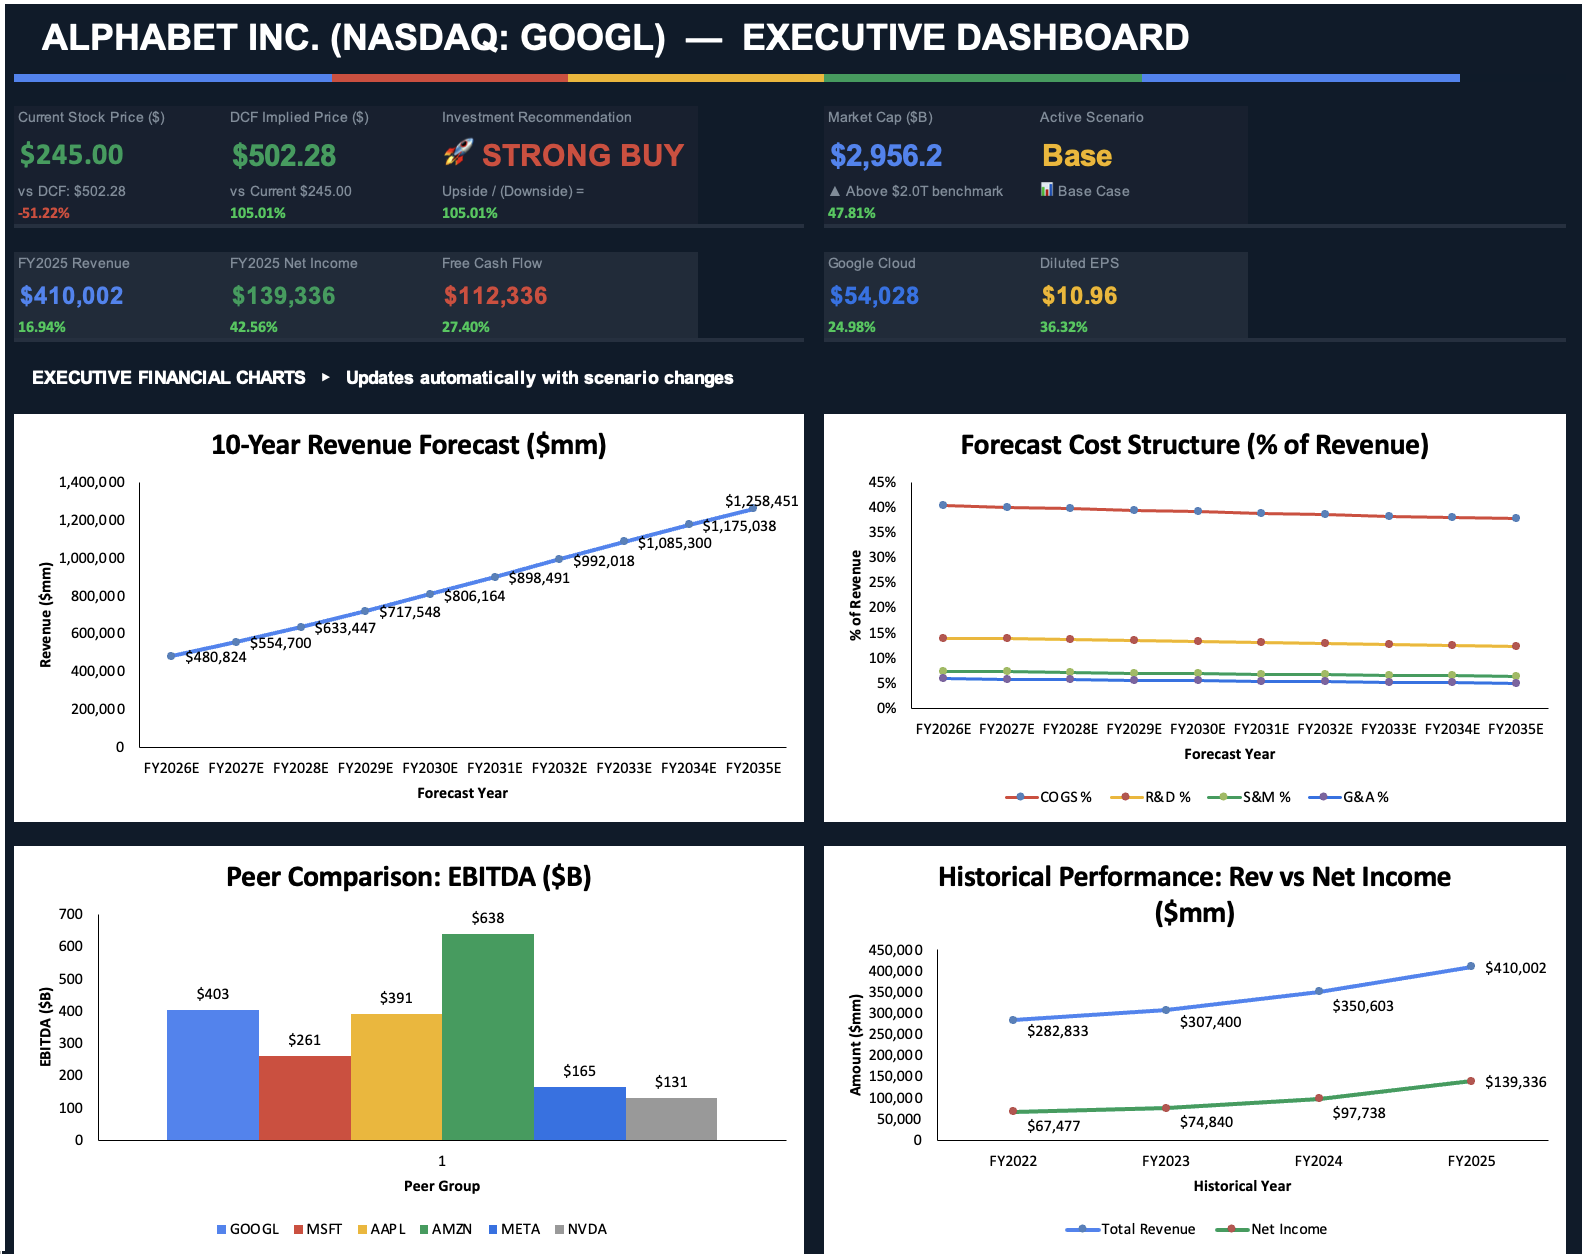 ALPHABET INC. (NASDAQ: GOOGL) — EXECUTIVE DASHBOARD
Current Stock Price ($)
$245.00
vs DCF: $502.28
-51.22%
DCF Implied Price ($)
$502.28
vs Current $245.00
105.01%
Investment Recommendation
🚀 STRONG BUY
Upside / (Downside) =
105.01%
Market Cap ($B)
$2,956.2
▲ Above $2.0T benchmark
47.81%
Active Scenario
Base
📊 Base Case
FY2025 Revenue
$410,002
16.94%
FY2025 Net Income
$139,336
42.56%
Free Cash Flow
$112,336
27.40%
Google Cloud
$54,028
24.98%
Diluted EPS
$10.96
36.32%
EXECUTIVE FINANCIAL CHARTS ▸ Updates automatically with scenario changes
10-Year Revenue Forecast ($mm)
Revenue ($mm)
1,400,000
1,200,000
1,000,000
800,000
600,000
400,000
200,000
0
$480,824
$554,700
$633,447
$717,548
$806,164
$898,491
$992,018
$1,085,300
$1,175,038
$1,258,451
FY2026E FY2027E FY2028E FY2029E FY2030E FY2031E FY2032E FY2033E FY2034E FY2035E
Forecast Year
Forecast Cost Structure (% of Revenue)
% of Revenue
45%
40%
35%
30%
25%
20%
15%
10%
5%
0%
FY2026E FY2027E FY2028E FY2029E FY2030E FY2031E FY2032E FY2033E FY2034E FY2035E
Forecast Year
COGS % R&D % S&M % G&A %
Peer Comparison: EBITDA ($B)
EBITDA ($B)
700
600
500
400
300
200
100
0
$403
$261
$391
$638
$165
$131
1
Peer Group
GOOGL MSFT AAPL AMZN META NVDA
Historical Performance: Rev vs Net Income
($mm)
Amount ($mm)
450,000
400,000
350,000
300,000
250,000
200,000
150,000
100,000
50,000
0
$282,833
$307,400
$350,603
$410,002
$67,477
$74,840
$97,738
$139,336
FY2022 FY2023 FY2024 FY2025
Historical Year
Total Revenue Net Income